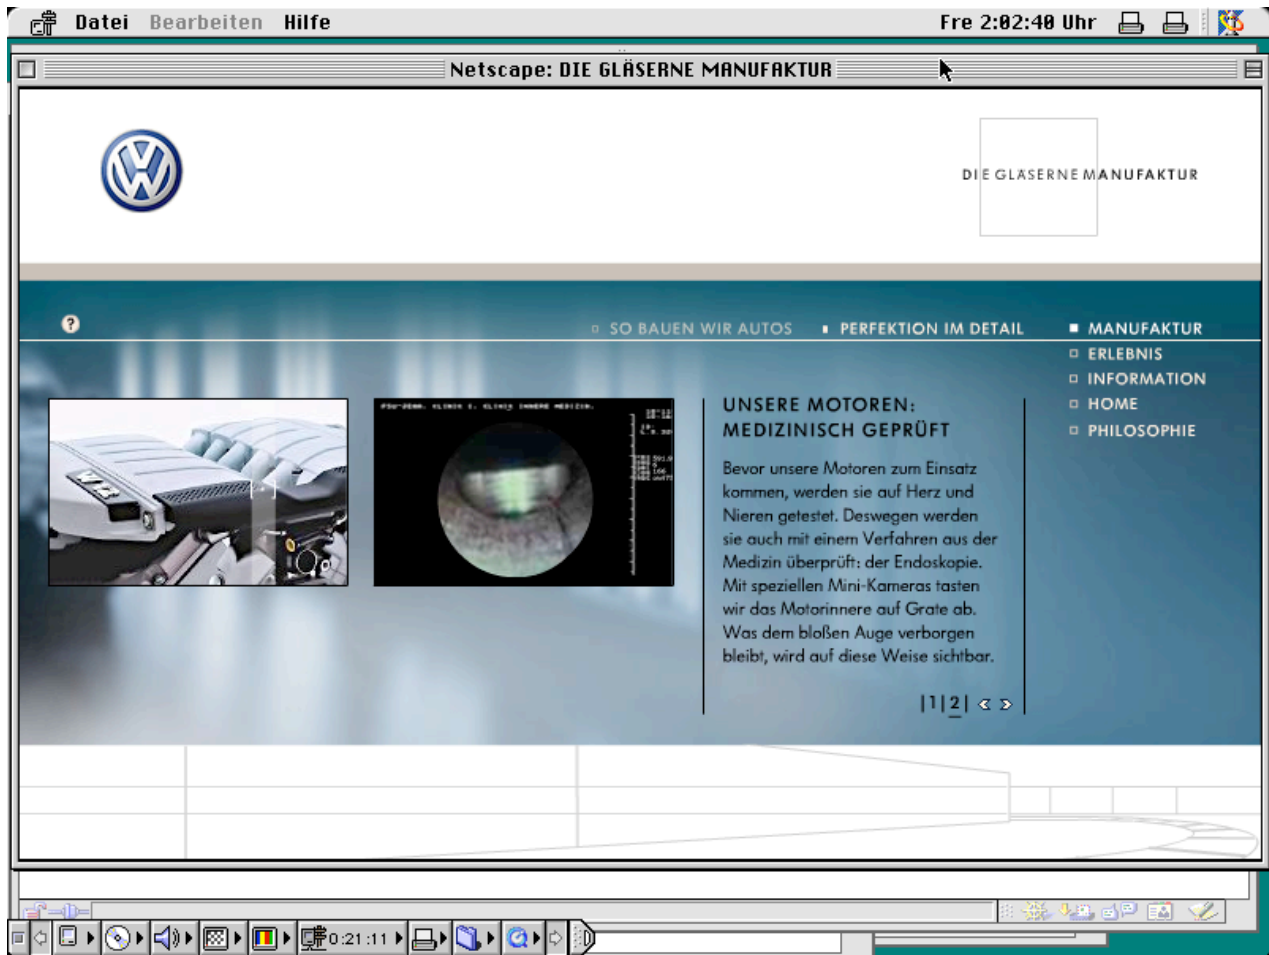 Datei Bearbeiten Hilfe Fre 2:02:40 Uhr
Netscape: DIE GLÄSERNE MANUFAKTUR
DIE GLÄSERNE MANUFAKTUR
?
SO BAUEN WIR AUTOS PERFEKTION IM DETAIL MANUFAKTUR
ERLEBNIS
INFORMATION
HOME
PHILOSOPHIE
UNSERE MOTOREN:
MEDIZINISCH GEPRÜFT
Bevor unsere Motoren zum Einsatz
kommen, werden sie auf Herz und
Nieren getestet. Deswegen werden
sie auch mit einem Verfahren aus der
Medizin überprüft: der Endoskopie.
Mit speziellen Mini-Kameras tasten
wir das Motorinnere auf Grate ab.
Was dem bloßen Auge verborgen
bleibt, wird auf diese Weise sichtbar.
|1|2|
0:21:11